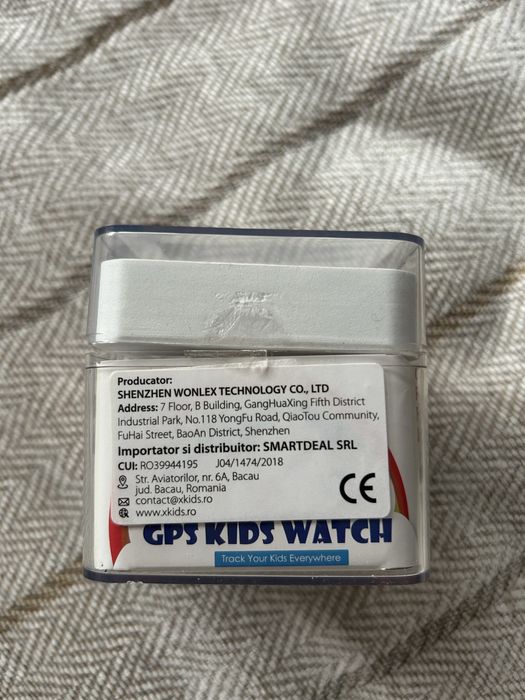 Producator:
SHENZHEN WONLEX TECHNOLOGY CO., LTD
Address: 7 Floor, B Building, GangHuaXing Fifth District
Industrial Park, No.118 YongFu Road, QiaoTou Community,
FuHai Street, BaoAn District, Shenzhen
Importator si distribuitor: SMARTDEAL SRL
CUI: RO39944195 J04/1474/2018
Str. Aviatorilor, nr. 6A, Bacau
jud. Bacau, Romania
contact@xkids.ro
www.xkids.ro
CE
GPS KIDS WATCH
Track Your Kids Everywhere